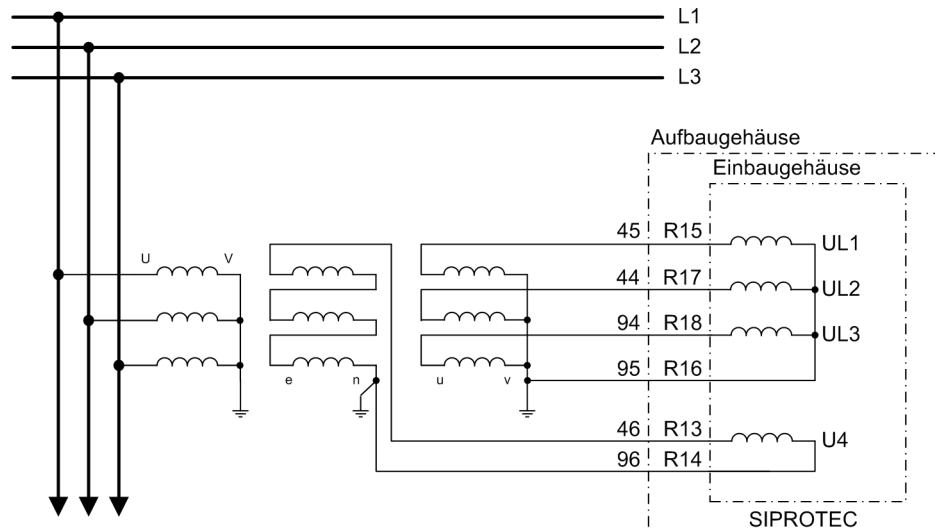 L1
L2
L3
Aufbaugehäuse
Einbaugehäuse
45 R15 UL1
U V
44 R17 UL2
94 R18 UL3
95 R16
e n u v
46 R13 U4
96 R14
SIPROTEC